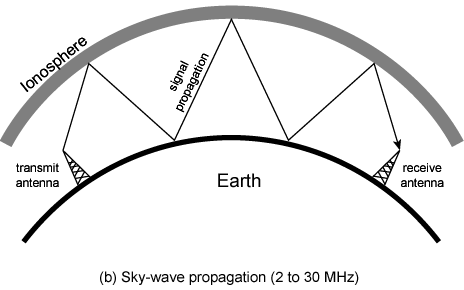 Ionosphere
signal
propagation
transmit
antenna
Earth
receive
antenna
(b) Sky-wave propagation (2 to 30 MHz)